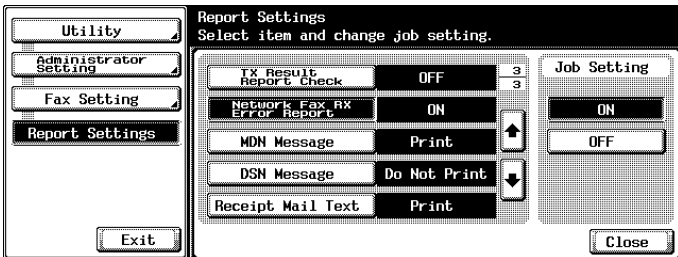 Utility
Administrator
Setting
Fax Setting
Report Settings
Exit
Report Settings
Select item and change job setting.
TX Result
Report Check
OFF
3
3
Network Fax RX
Error Report
ON
MDN Message
Print
DSN Message
Do Not Print
Receipt Mail Text
Print
Job Setting
ON
OFF
Close